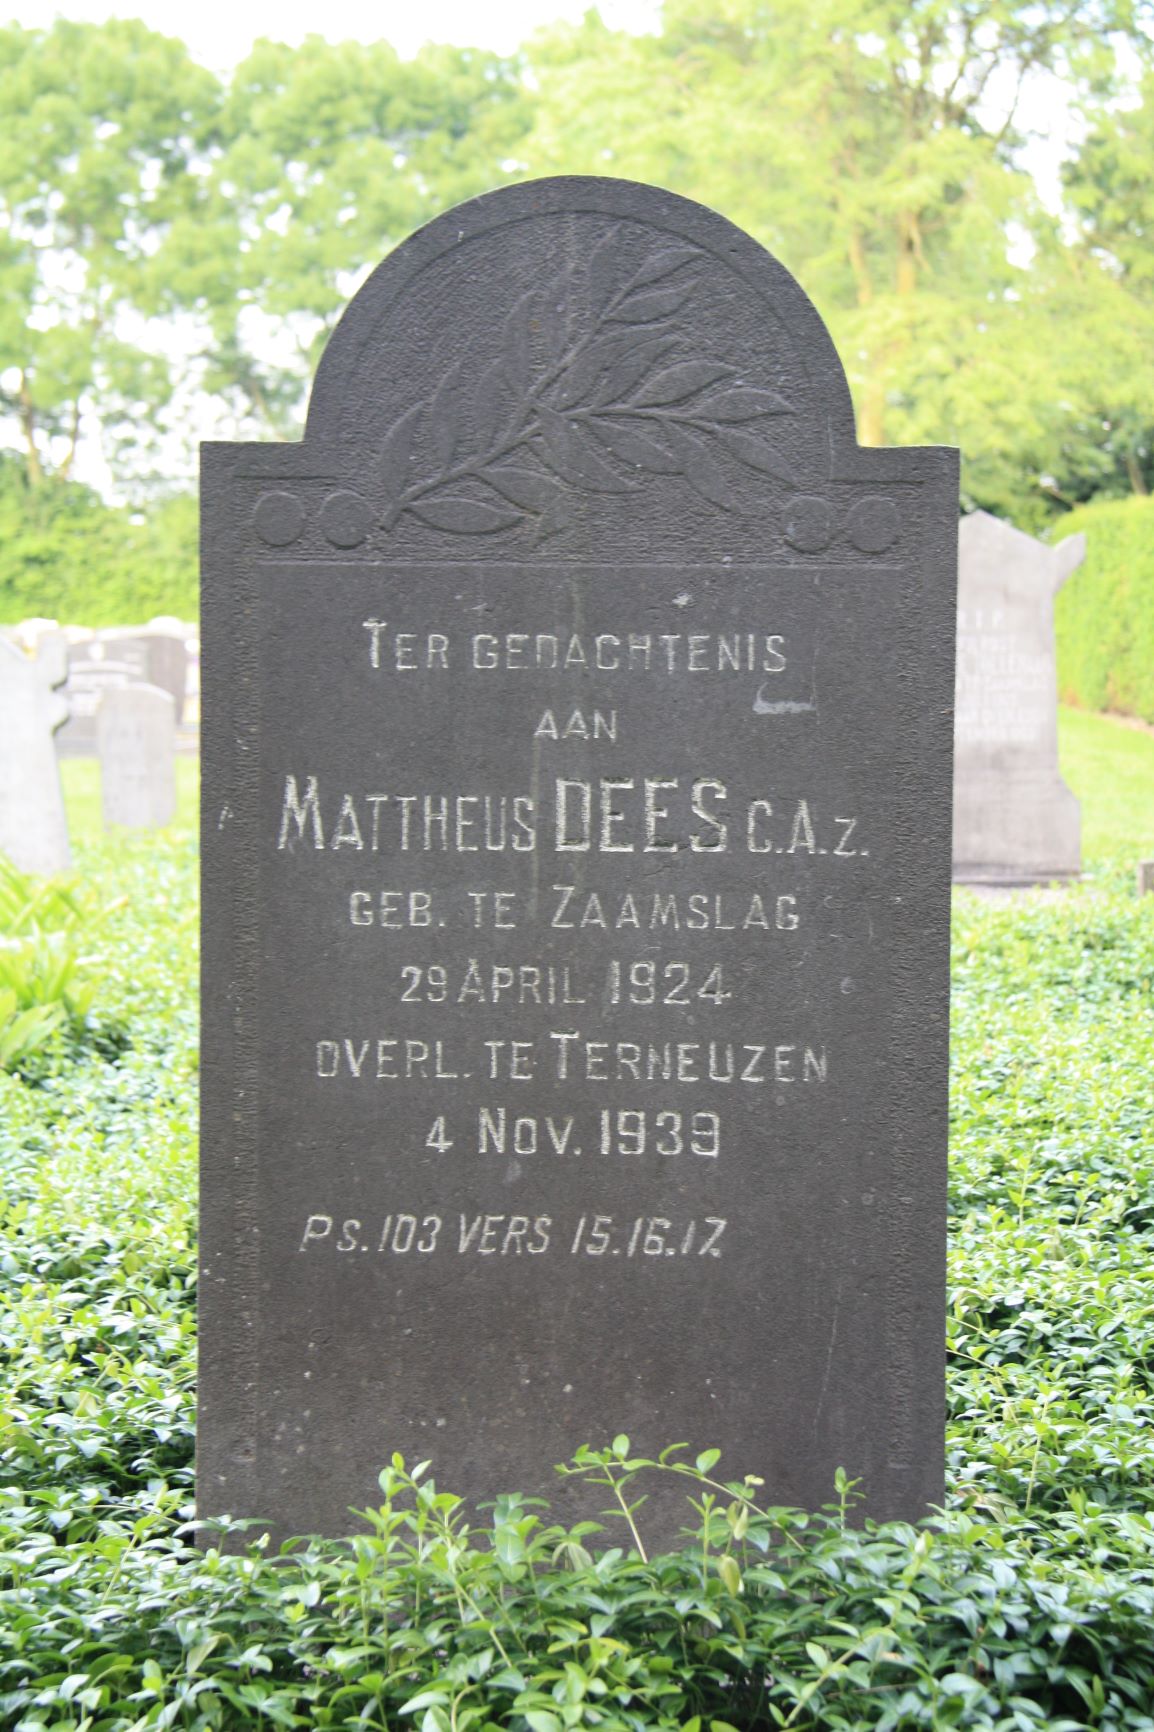 TER GEDACHTENIS
AAN
MATTHEUS DEES C.A.Z.
GEB. TE ZAAMSLAG
29 APRIL 1924
OVERL. TE TERNEUZEN
4 NOV. 1939
PS. 103 VERS 15.16.17.